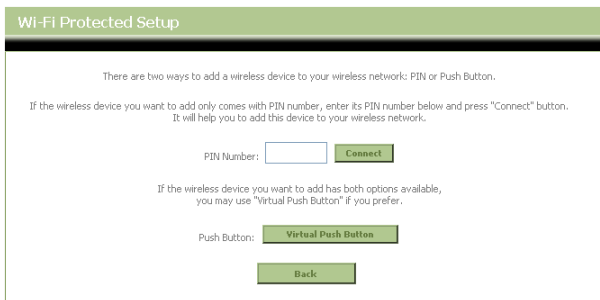 Wi-Fi Protected Setup
There are two ways to add a wireless device to your wireless network: PIN or Push Button.
If the wireless device you want to add only comes with PIN number, enter its PIN number below and press "Connect" button.
It will help you to add this device to your wireless network.
PIN Number: Connect
If the wireless device you want to add has both options available,
you may use "Virtual Push Button" if you prefer.
Push Button: Virtual Push Button
Back